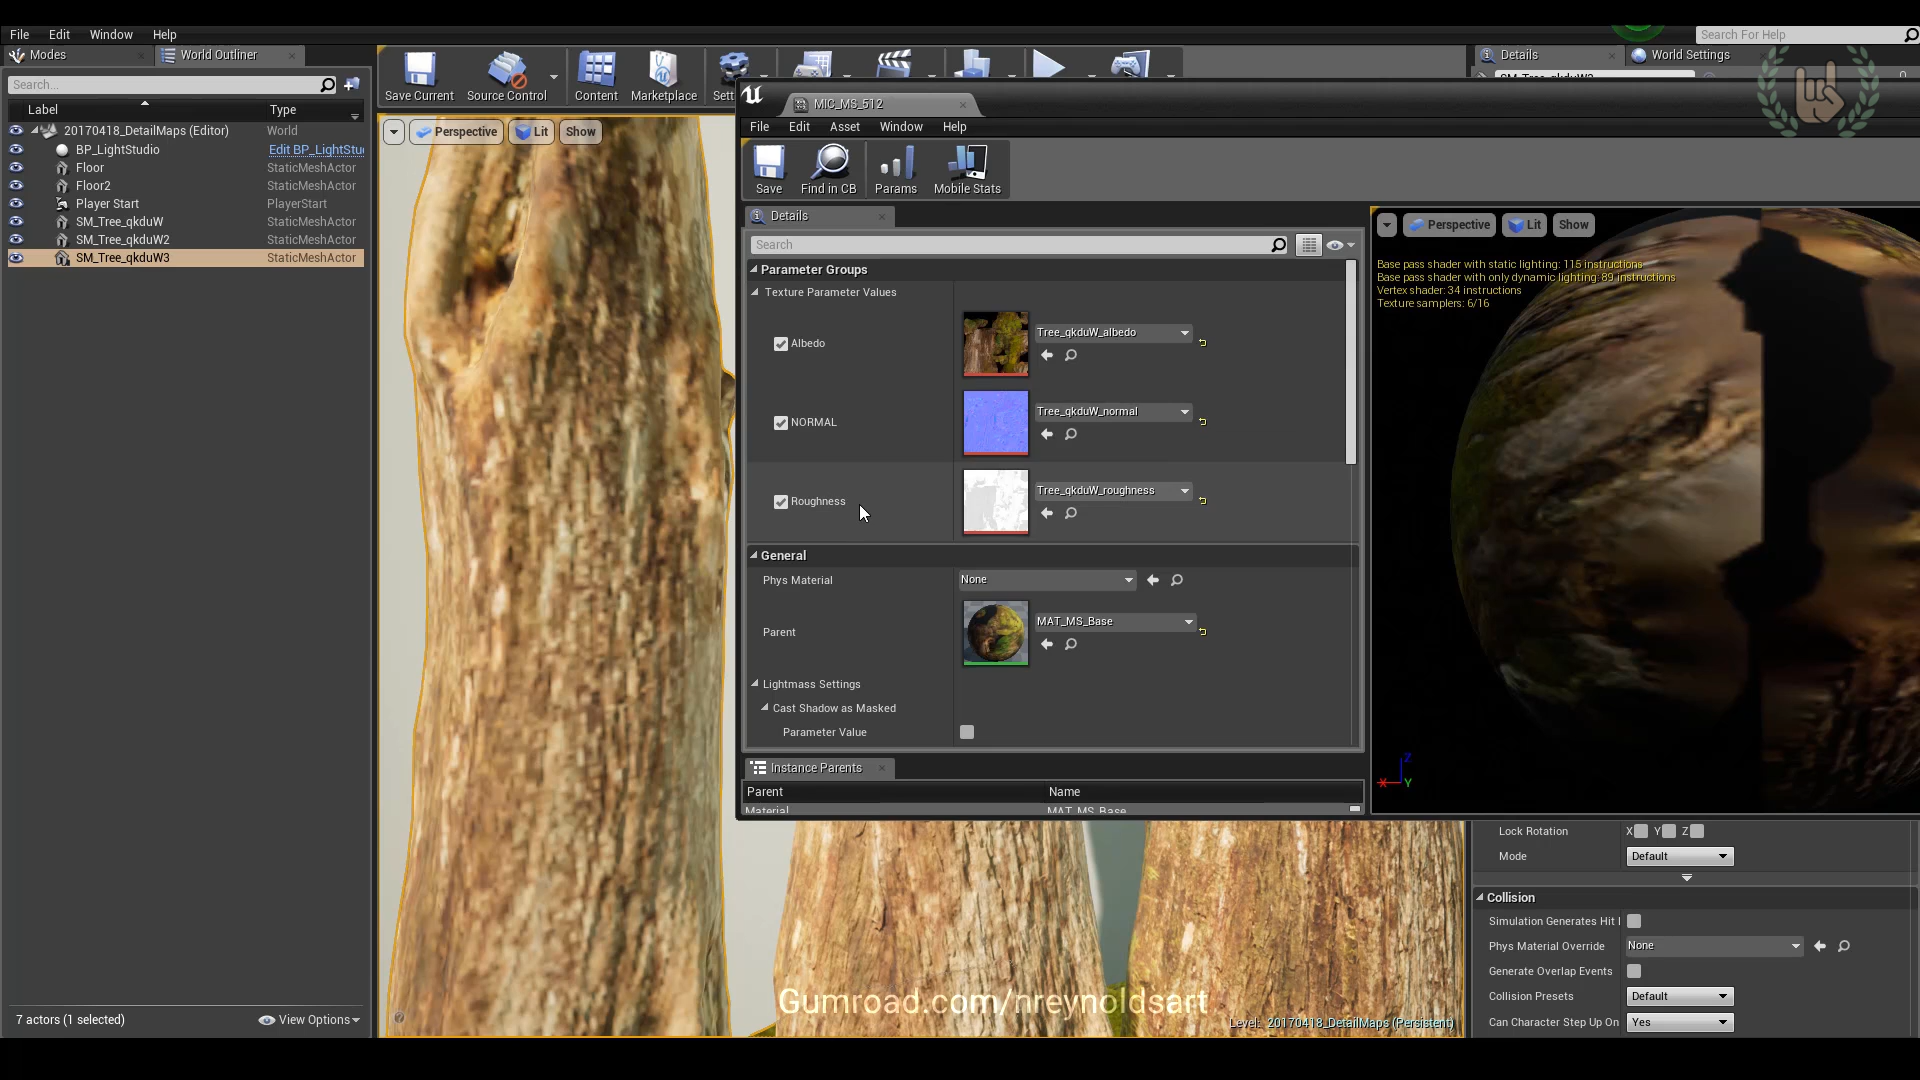 File Edit Window Help
Search For Help
Modes
World Outliner
Details
World Settings
Search...
Save Current
Source Control
Content
Marketplace
MIC_MS_512
Label
Type
20170418_DetailMaps (Editor) World
BP_LightStudio Edit BP_LightStu
Floor StaticMeshActor
Floor2 StaticMeshActor
Player Start PlayerStart
SM_Tree_qkduW StaticMeshActor
SM_Tree_qkduW2 StaticMeshActor
SM_Tree_qkduW3 StaticMeshActor
7 actors (1 selected)
View Options
Perspective Lit Show
File Edit Asset Window Help
Save
Find in CB
Params
Mobile Stats
Details
Search
Parameter Groups
Texture Parameter Values
Albedo
Tree_qkduW_albedo
NORMAL
Tree_qkduW_normal
Roughness
Tree_qkduW_roughness
General
Phys Material
None
Parent
MAT_MS_Base
Lightmass Settings
Cast Shadow as Masked
Parameter Value
Instance Parents
Parent
Name
Material
MAT_MS_Base
Perspective Lit Show
Base pass shader with static lighting: 115 instructions
Base pass shader with only dynamic lighting: 89 instructions
Vertex shader: 34 instructions
Texture samplers: 6/16
Z
X Y
Lock Rotation
X Y Z
Mode
Default
Collision
Simulation Generates Hit
Phys Material Override
None
Generate Overlap Events
Collision Presets
Default
Can Character Step Up On
Yes
Gumroad.com/nreynoldsart
Level: 20170418_DetailMaps (Persistent)